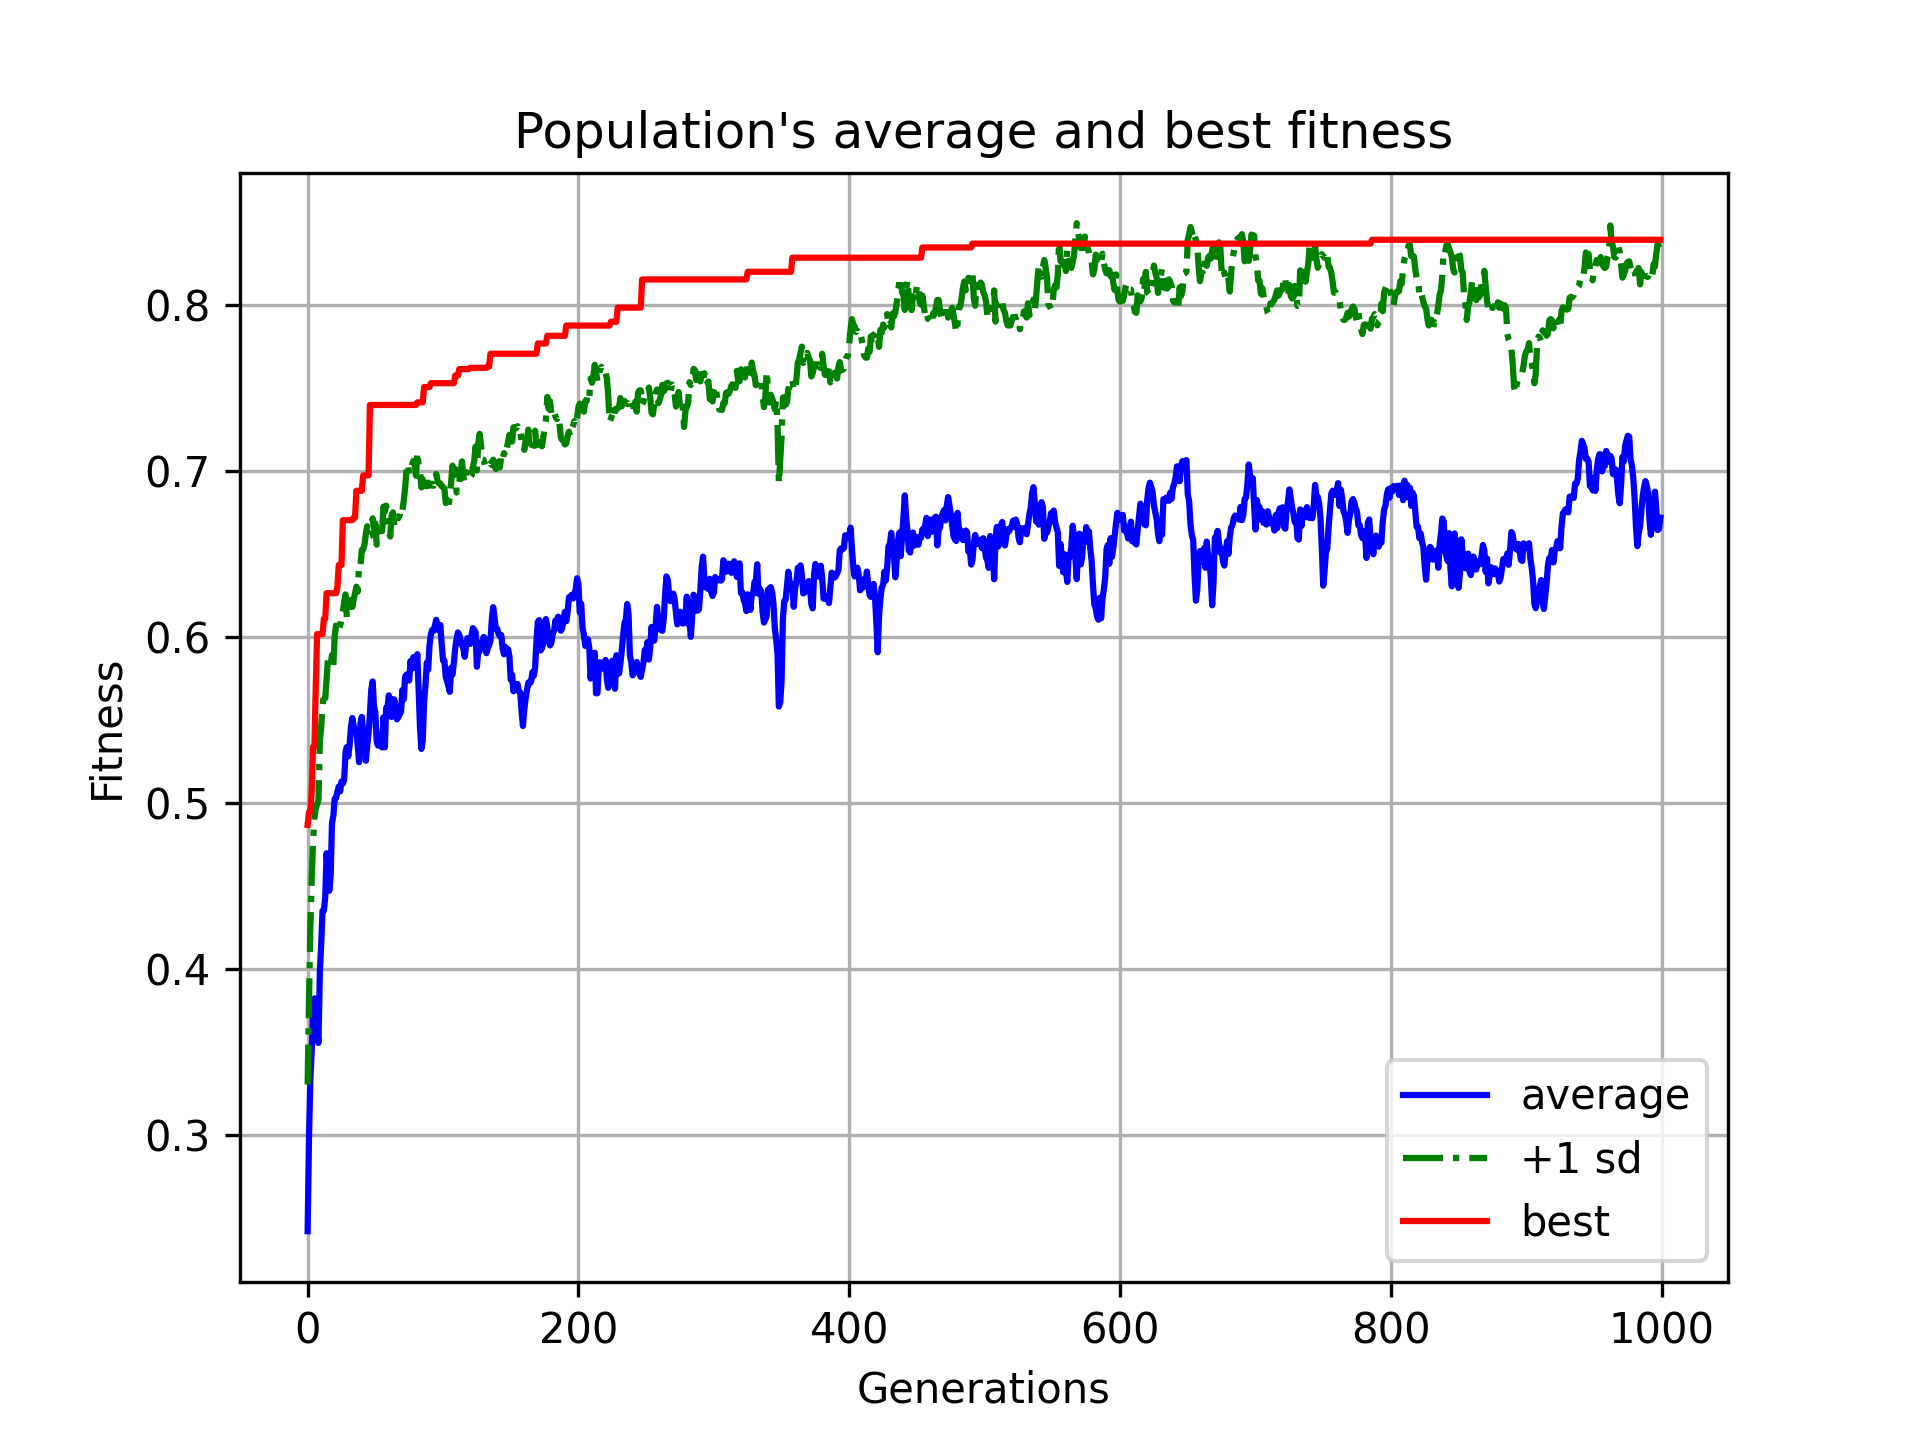 Population's average and best fitness
Fitness
0.8
0.7
0.6
0.5
0.4
0.3
average
+1 sd
best
0 200 400 600 800 1000
Generations